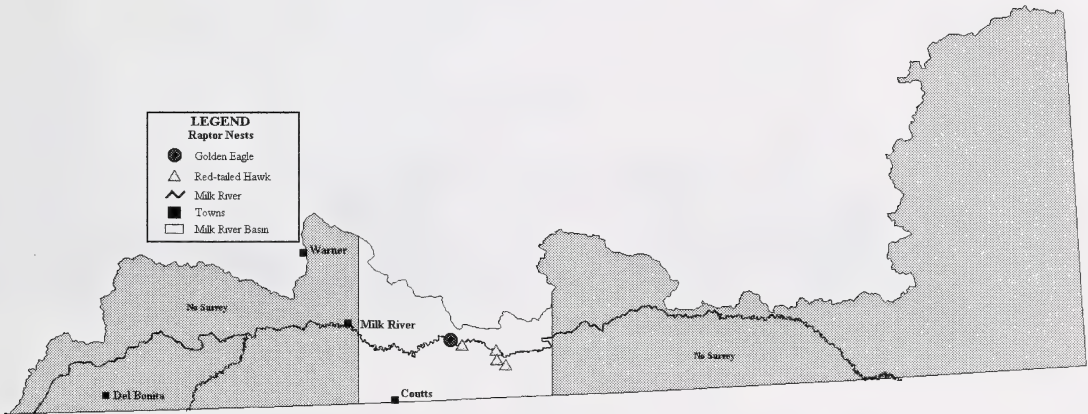 LEGEND
Raptor Nests
Golden Eagle
Red-tailed Hawk
Milk River
Towns
Milk River Basin
Warner
No Survey
Milk River
No Survey
Del Bonita
Coutts